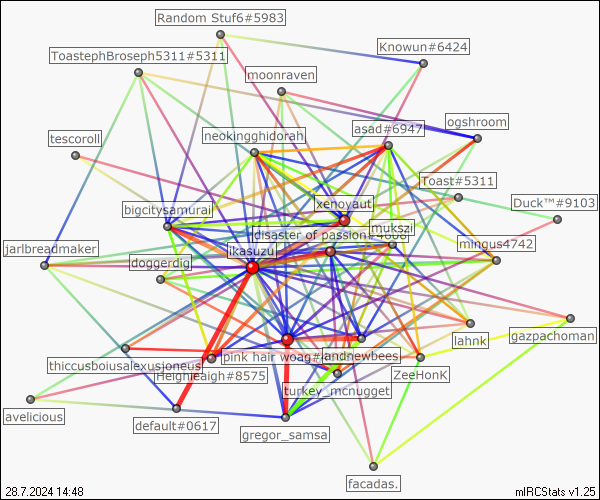 Random Stuf6#5983
Knowun#6424
ToastephBroseph5311#5311
moonraven
ogshroom
asad#6947
neokingghidorah
tescoroll
Toast#5311
xenoyaut
Duck™#9103
bigcitysamurai
mukszi
disaster of passion
mingus4742
jarlbreadmaker
ikasuzu
doggerdig
lahnk
gazpachoman
pink hair woag#
landnewbees
thiccusboiusalexusjoneus
ZeeHonK
Heighleaigh#8575
turkey_mcnugget
avelicious
default#0617
gregor_samsa
facadas.
28.7.2024 14:48
mIRCStats v1.25